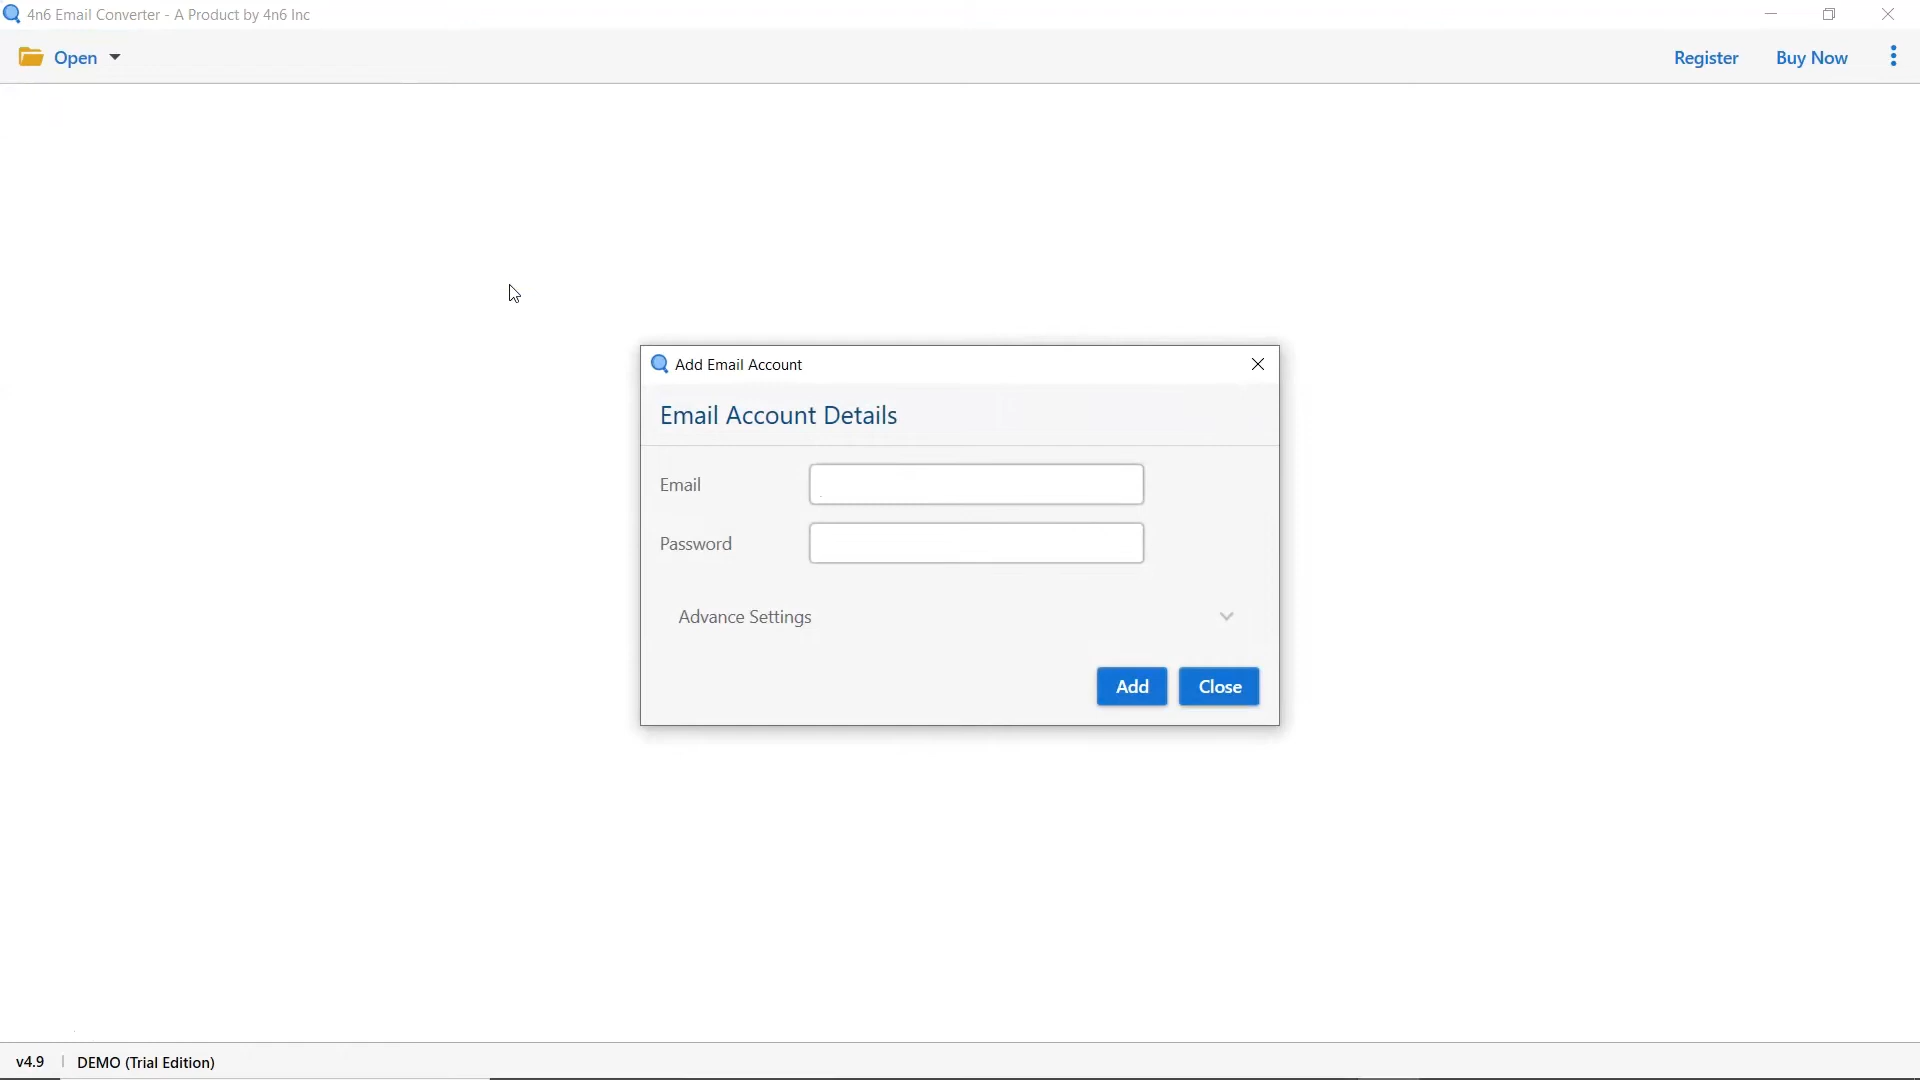 4n6 Email Converter - A Product by 4n6 Inc
Open
Register
Buy Now
Add Email Account
Email Account Details
Email
Password
Advance Settings
Add
Close
v4.9
DEMO (Trial Edition)